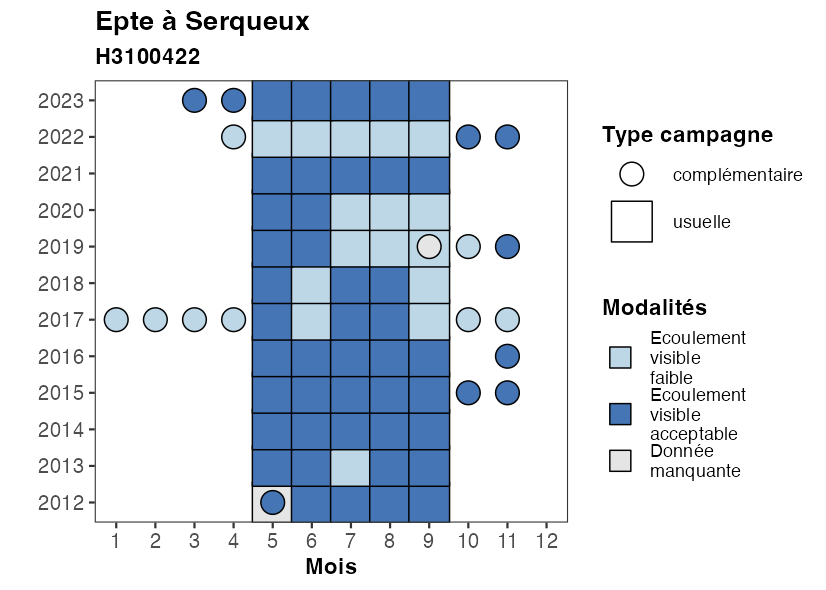 Epte à Serqueux
H3100422
2023
2022
2021
2020
2019
2018
2017
2016
2015
2014
2013
2012
1 2 3 4 5 6 7 8 9 10 11 12
Mois
Type campagne
complémentaire
usuelle
Modalités
Ecoulement
visible
faible
Ecoulement
visible
acceptable
Donnée
manquante